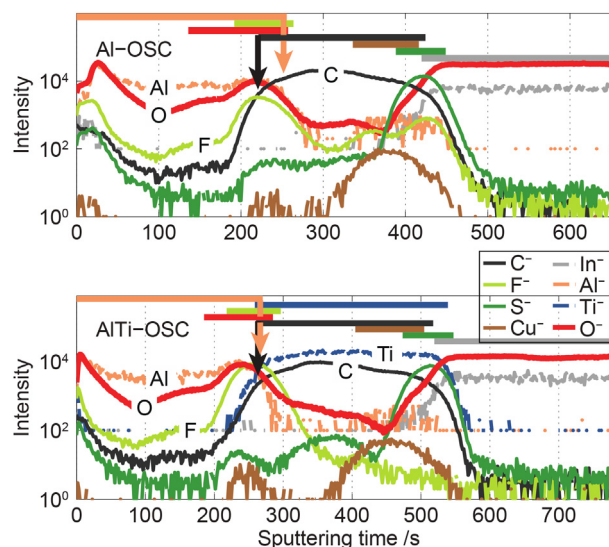 Al–OSC
Al
C
O
F
Intensity
10⁴
10²
10⁰
0 100 200 300 400 500 600
C⁻ In⁻
F⁻ Al⁻
S⁻ Ti⁻
Cu⁻ O⁻
AlTi–OSC
Al
Ti
C
O
F
Intensity
10⁴
10²
10⁰
0 100 200 300 400 500 600 700
Sputtering time /s